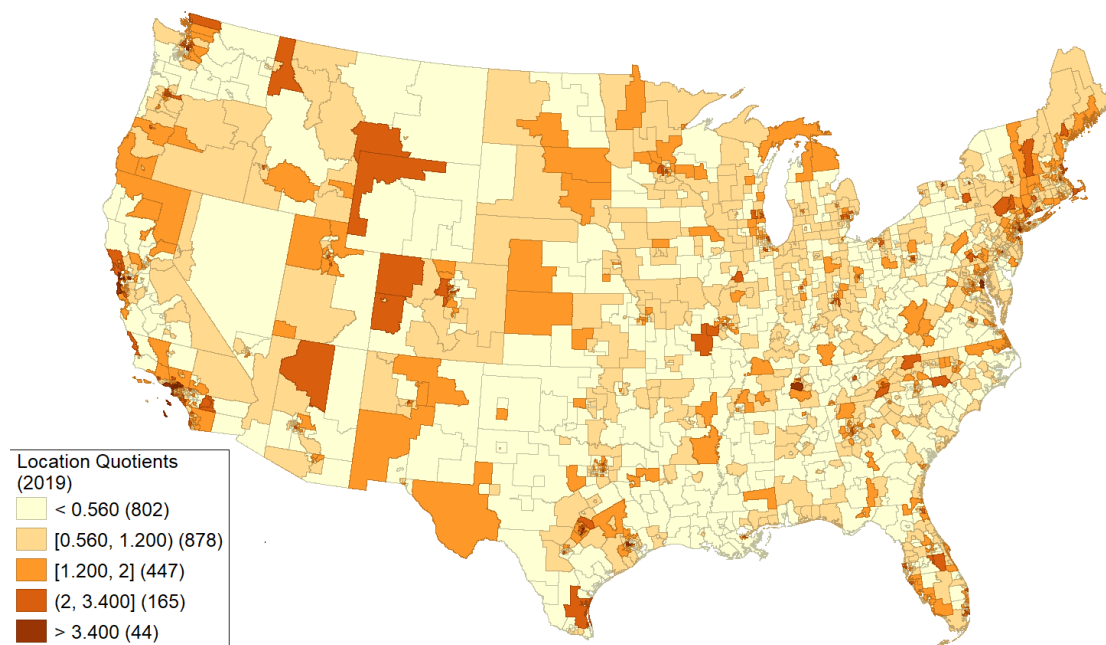 Location Quotients
(2019)
< 0.560 (802)
[0.560, 1.200) (878)
[1.200, 2] (447)
(2, 3.400] (165)
> 3.400 (44)